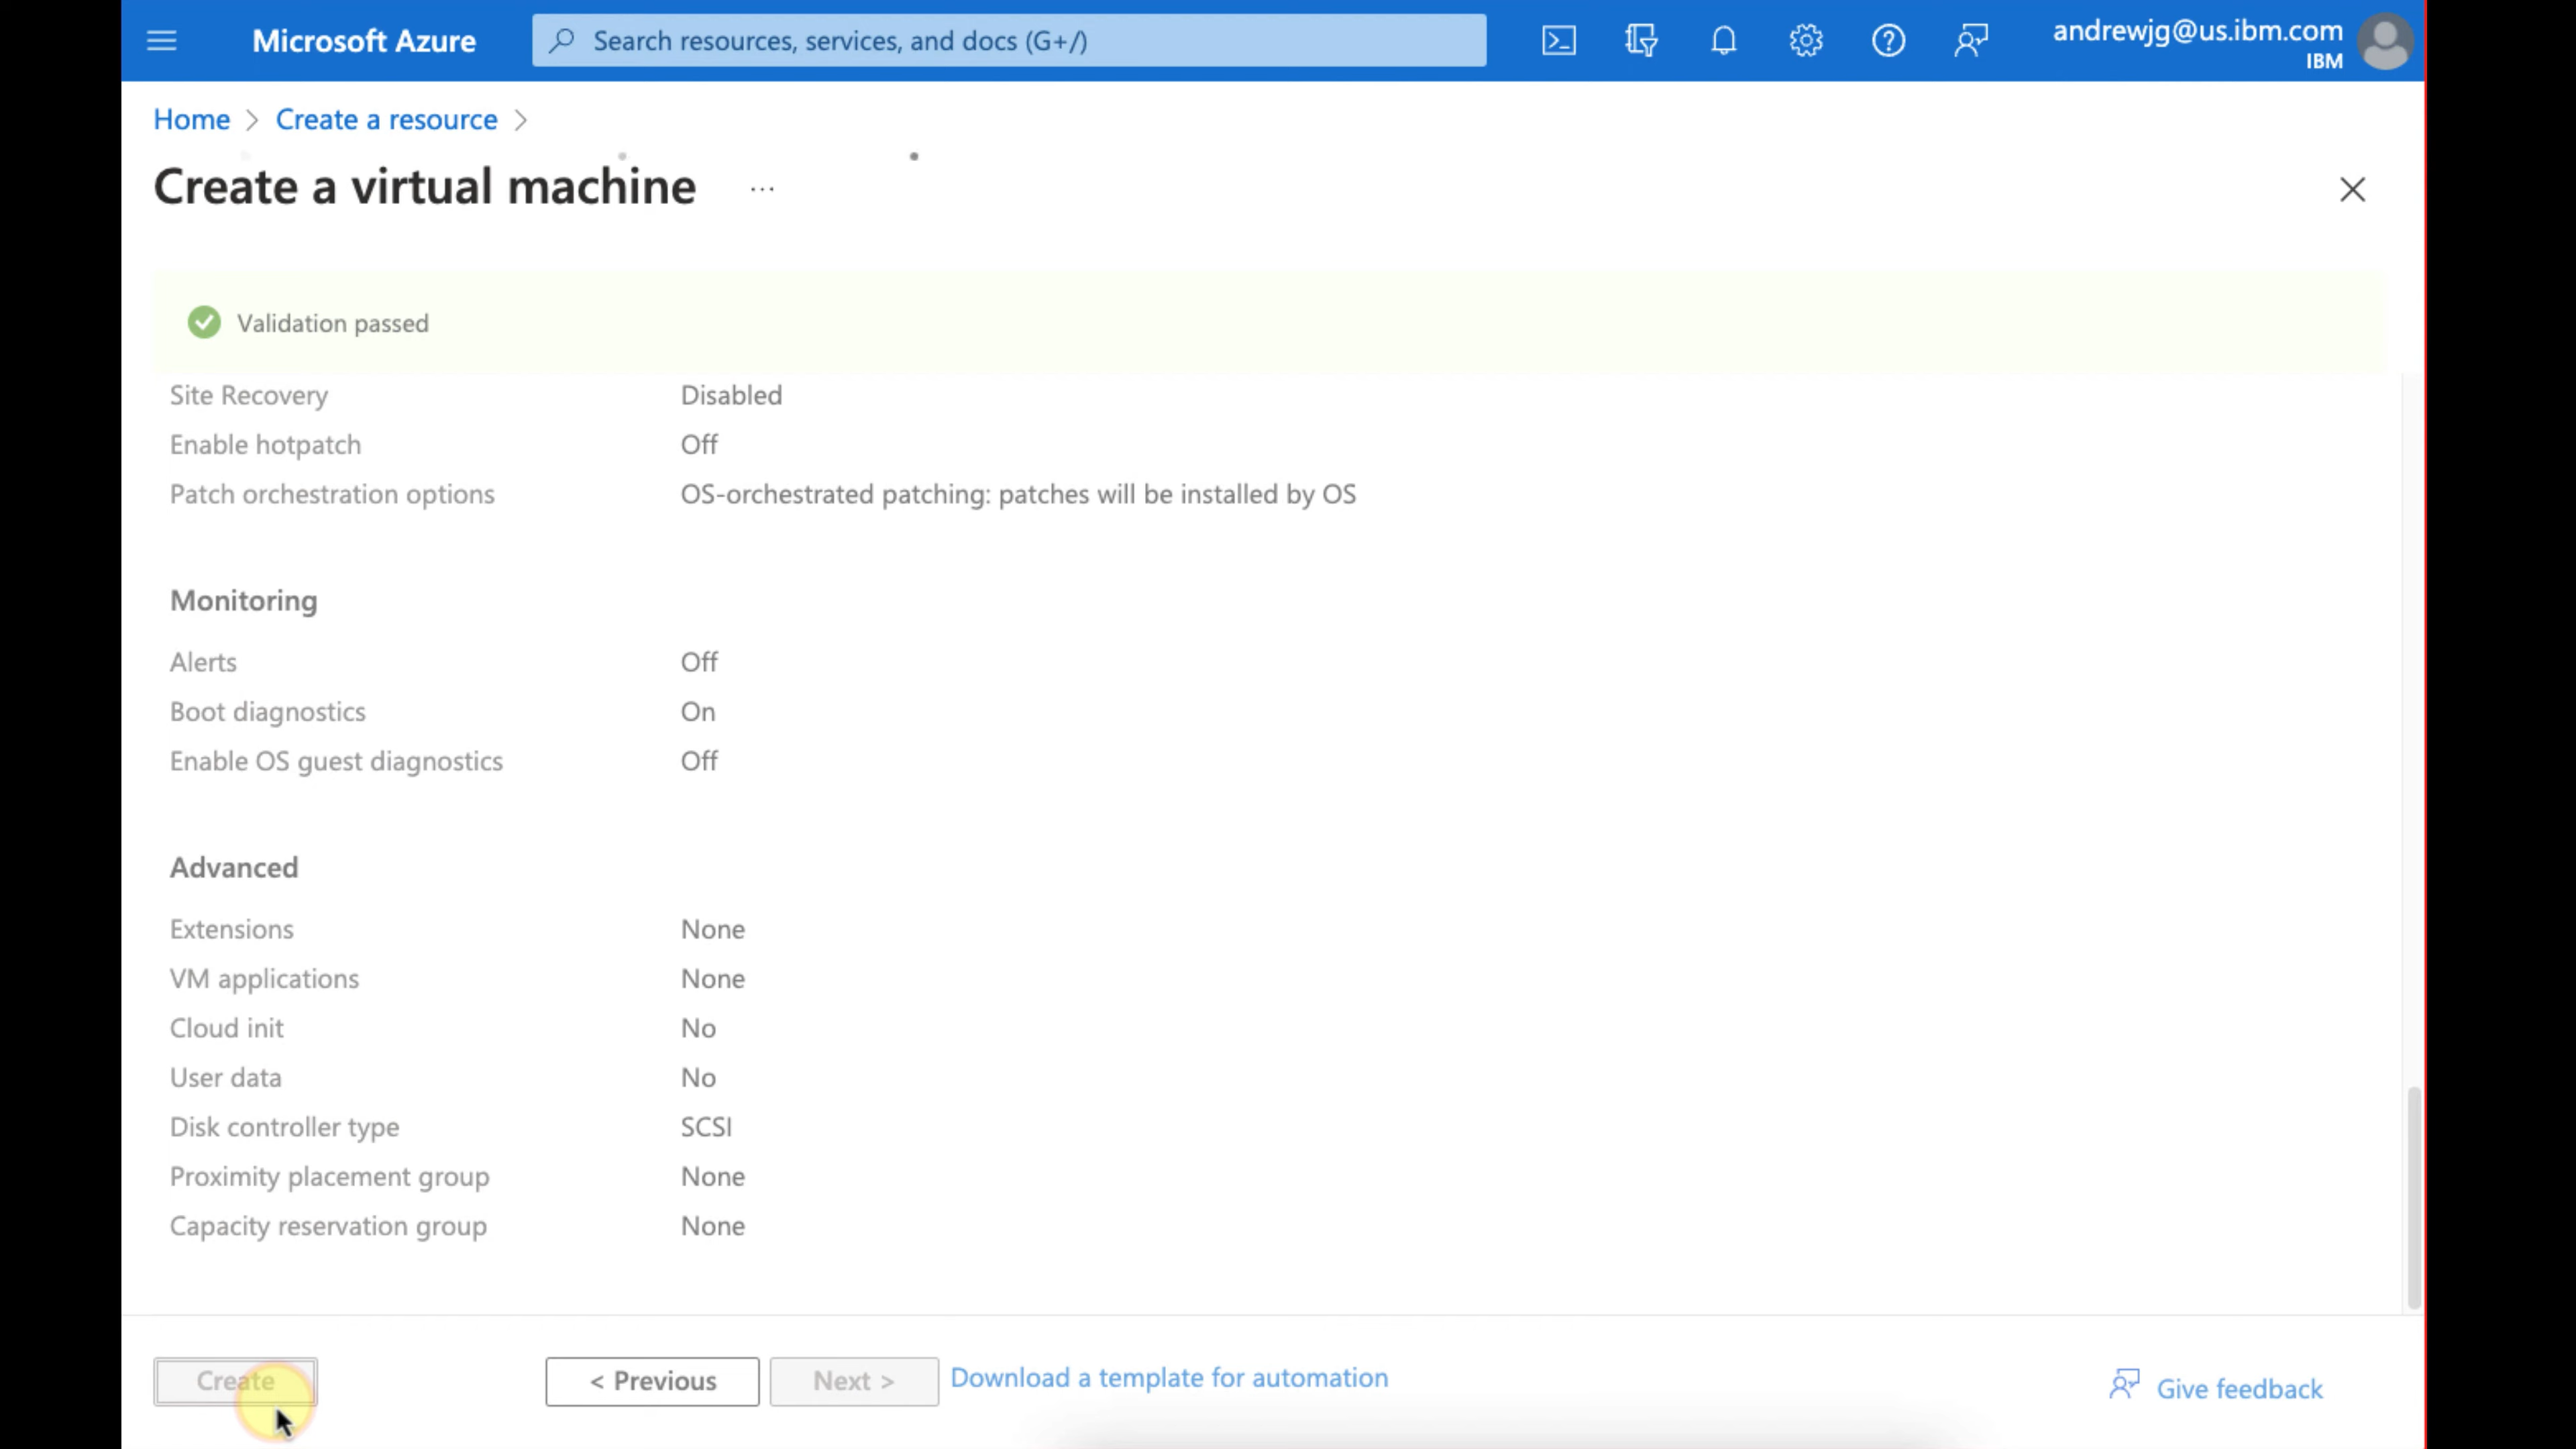 Microsoft Azure
Search resources, services, and docs (G+/)
andrewjg@us.ibm.com
IBM
Home > Create a resource >
Create a virtual machine ...
Validation passed
Site Recovery Disabled
Enable hotpatch Off
Patch orchestration options OS-orchestrated patching: patches will be installed by OS
Monitoring
Alerts Off
Boot diagnostics On
Enable OS guest diagnostics Off
Advanced
Extensions None
VM applications None
Cloud init No
User data No
Disk controller type SCSI
Proximity placement group None
Capacity reservation group None
Create < Previous Next > Download a template for automation Give feedback